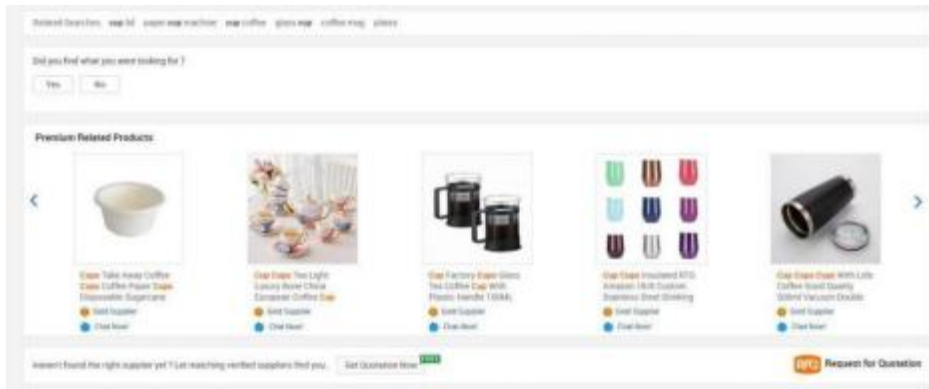 Related Searches: cup lid paper cup machine cup coffee glass cup coffee mug
Did you find what you were looking for ?
Yes No
Premium Related Products
Cups Take Away Coffee
Cups Coffee Paper Cups
Disposable Sugarcane
Gold Supplier
Chat Now!
Cup Cups Tea Light
Luxury Bone China
European Coffee Cup
Gold Supplier
Chat Now!
Cup Factory Cups Glass
Tea Coffee Cup With
Plastic Handle
Gold Supplier
Chat Now!
Cup Cups Insulated RTS
Amazon 18/8 Custom
Stainless Steel Drinking
Gold Supplier
Chat Now!
Cup Cups Cups With Lids
Coffee Good Quality
500ml Vacuum Double
Gold Supplier
Chat Now!
Haven't found the right supplier yet ? Let matching verified suppliers find you. Get Quotation Now FREE
RFQ Request for Quotation